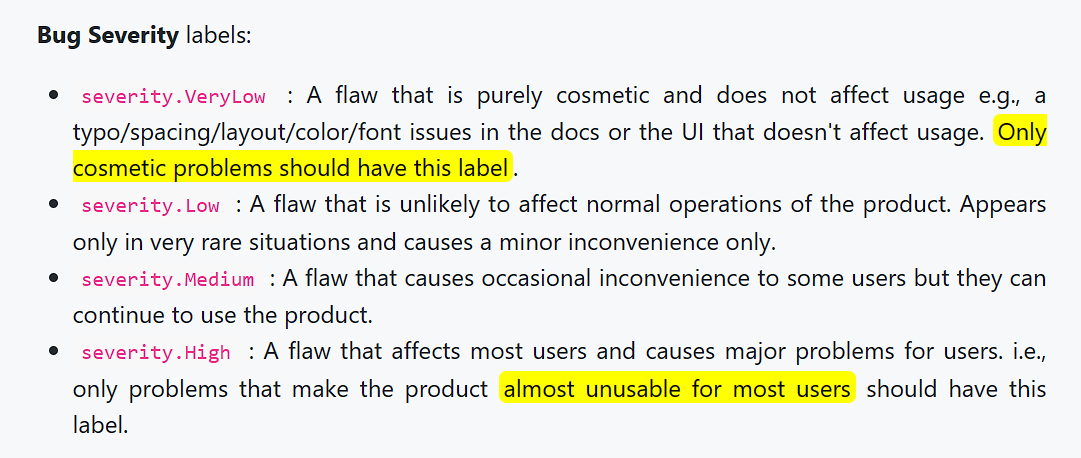 Bug Severity labels:
• severity.VeryLow : A flaw that is purely cosmetic and does not affect usage e.g., a
typo/spacing/layout/color/font issues in the docs or the UI that doesn't affect usage. Only
cosmetic problems should have this label.
• severity.Low : A flaw that is unlikely to affect normal operations of the product. Appears
only in very rare situations and causes a minor inconvenience only.
• severity.Medium : A flaw that causes occasional inconvenience to some users but they can
continue to use the product.
• severity.High : A flaw that affects most users and causes major problems for users. i.e.,
only problems that make the product almost unusable for most users should have this
label.